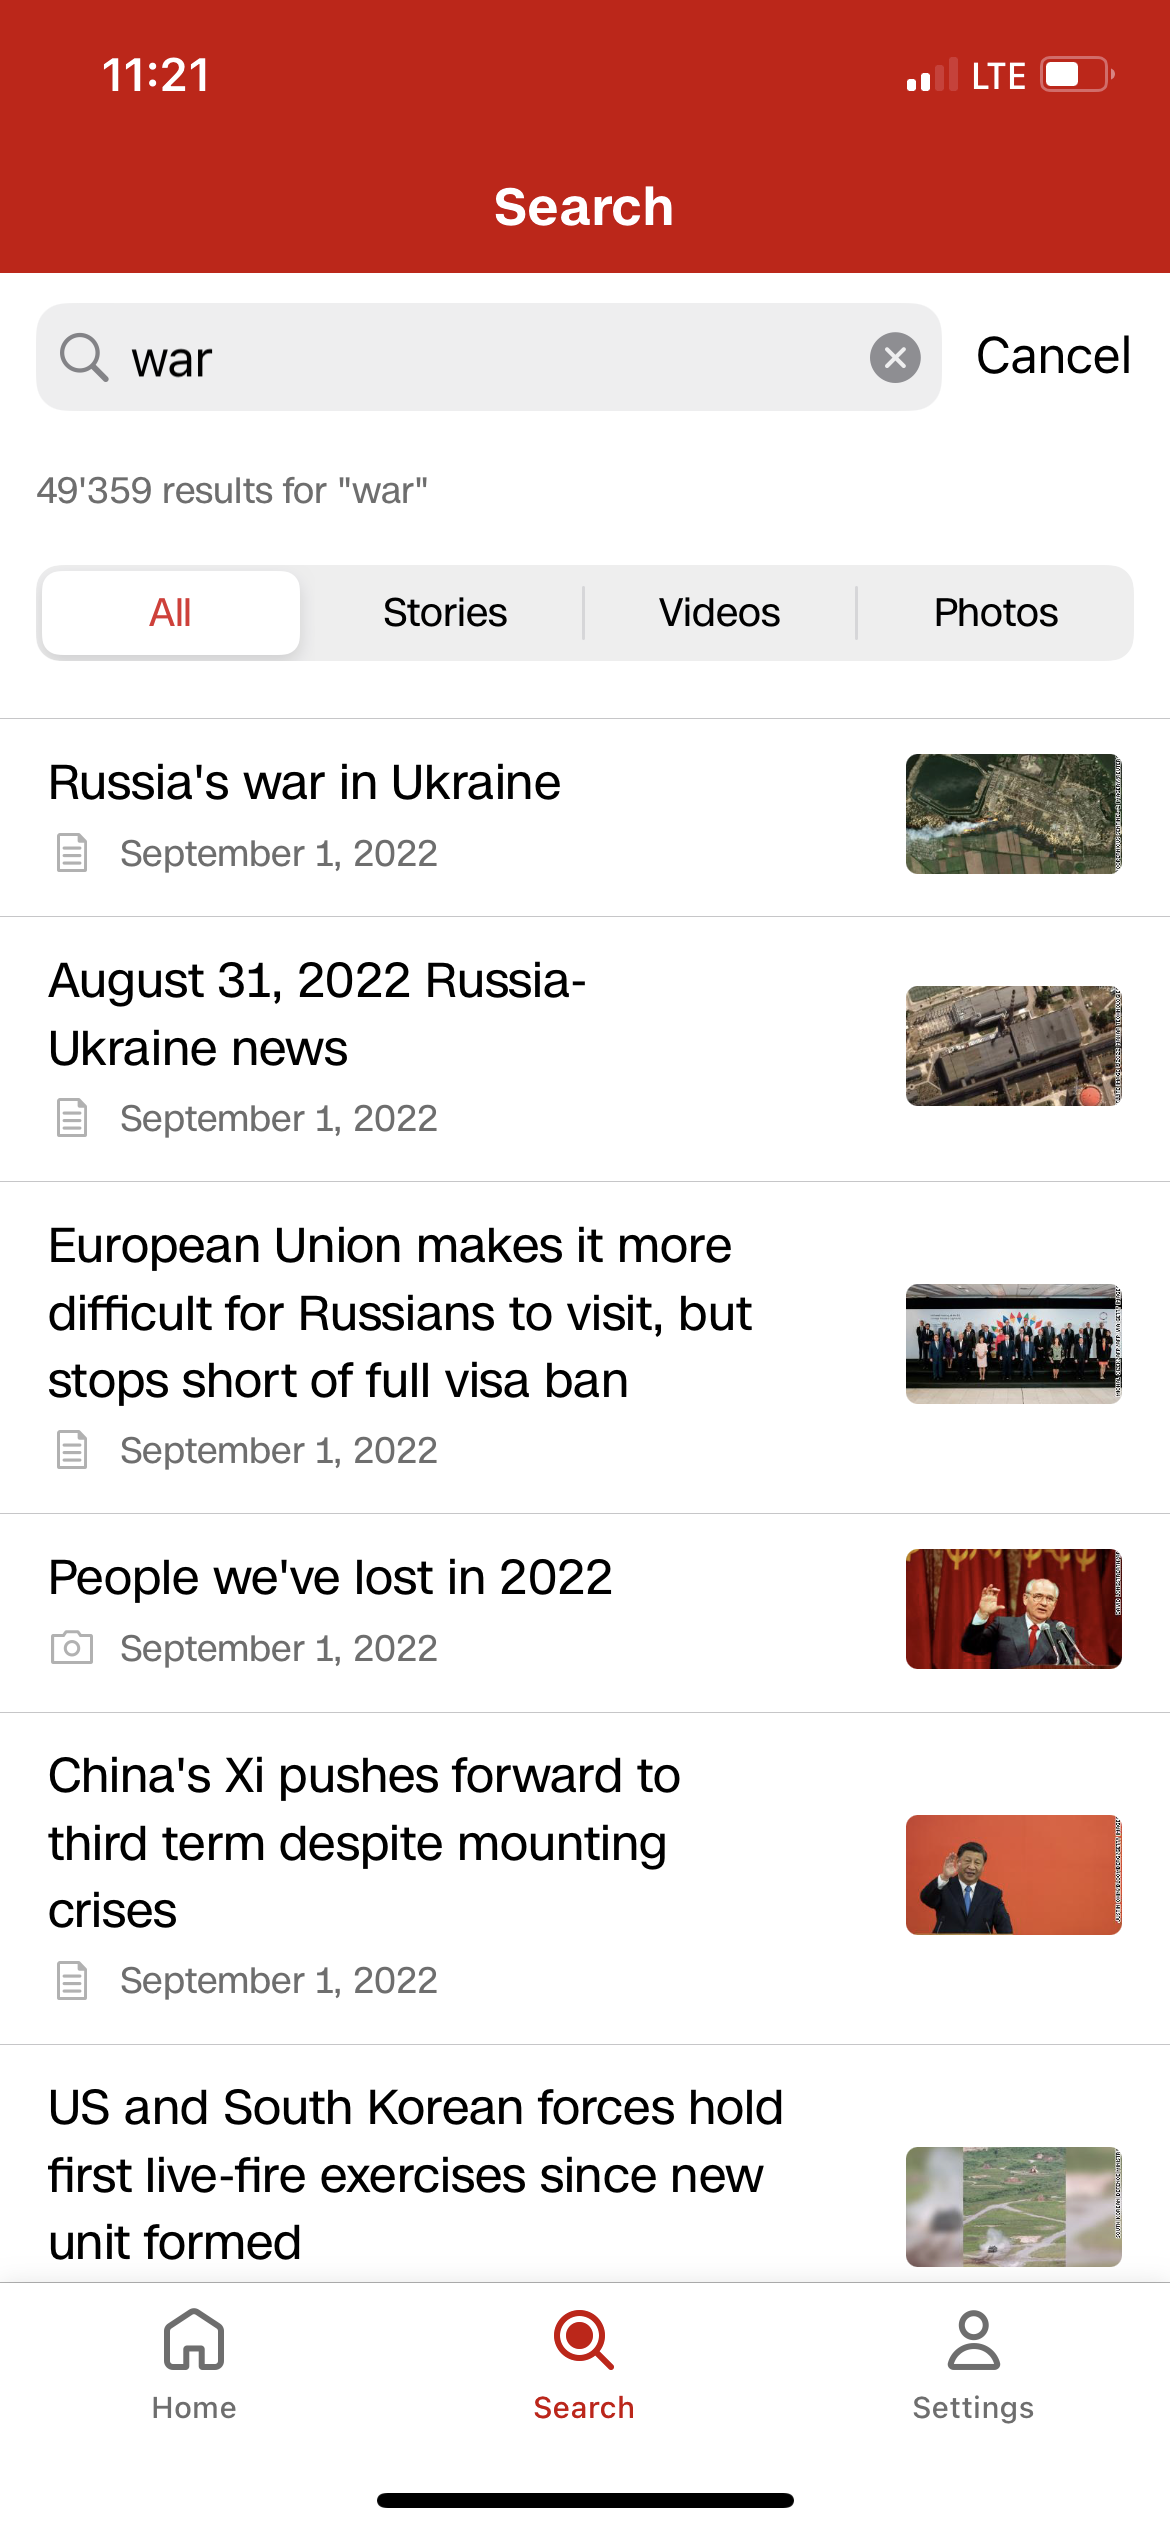 11:21
LTE
Search
war
Cancel
49'359 results for "war"
All
Stories
Videos
Photos
Russia's war in Ukraine
September 1, 2022
August 31, 2022 Russia-
Ukraine news
September 1, 2022
European Union makes it more
difficult for Russians to visit, but
stops short of full visa ban
September 1, 2022
People we've lost in 2022
September 1, 2022
China's Xi pushes forward to
third term despite mounting
crises
September 1, 2022
US and South Korean forces hold
first live-fire exercises since new
unit formed
Home
Search
Settings